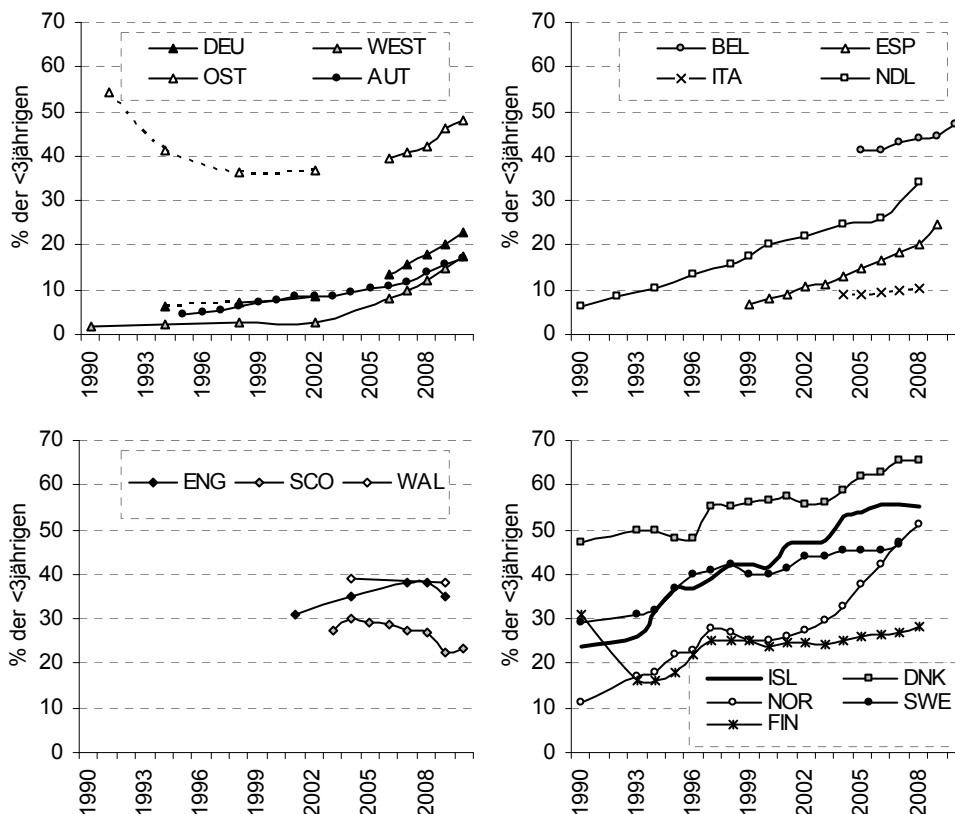 % der <3jährigen
70
60
50
40
30
20
10
0
DEU WEST
OST AUT
1990 1993 1996 1999 2002 2005 2008
% der <3jährigen
70
60
50
40
30
20
10
0
BEL ESP
ITA NDL
1990 1993 1996 1999 2002 2005 2008
% der <3jährigen
70
60
50
40
30
20
10
0
ENG SCO WAL
1990 1993 1996 1999 2002 2005 2008
% der <3jährigen
70
60
50
40
30
20
10
0
ISL DNK
NOR SWE
FIN
1990 1993 1996 1999 2002 2005 2008